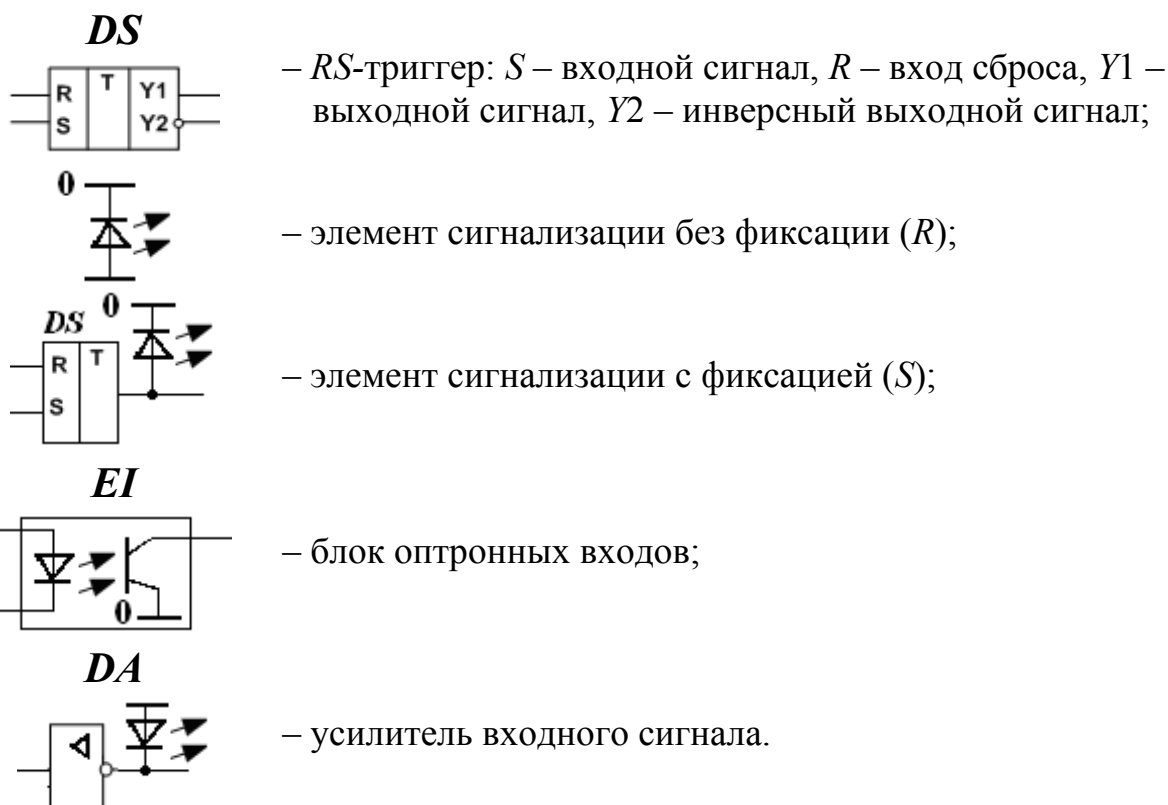 DS
R T Y1
S Y2
– RS-триггер: S – входной сигнал, R – вход сброса, Y1 –
выходной сигнал, Y2 – инверсный выходной сигнал;
0
– элемент сигнализации без фиксации (R);
0
DS
R T
S
– элемент сигнализации с фиксацией (S);
EI
0
– блок оптронных входов;
DA
– усилитель входного сигнала.